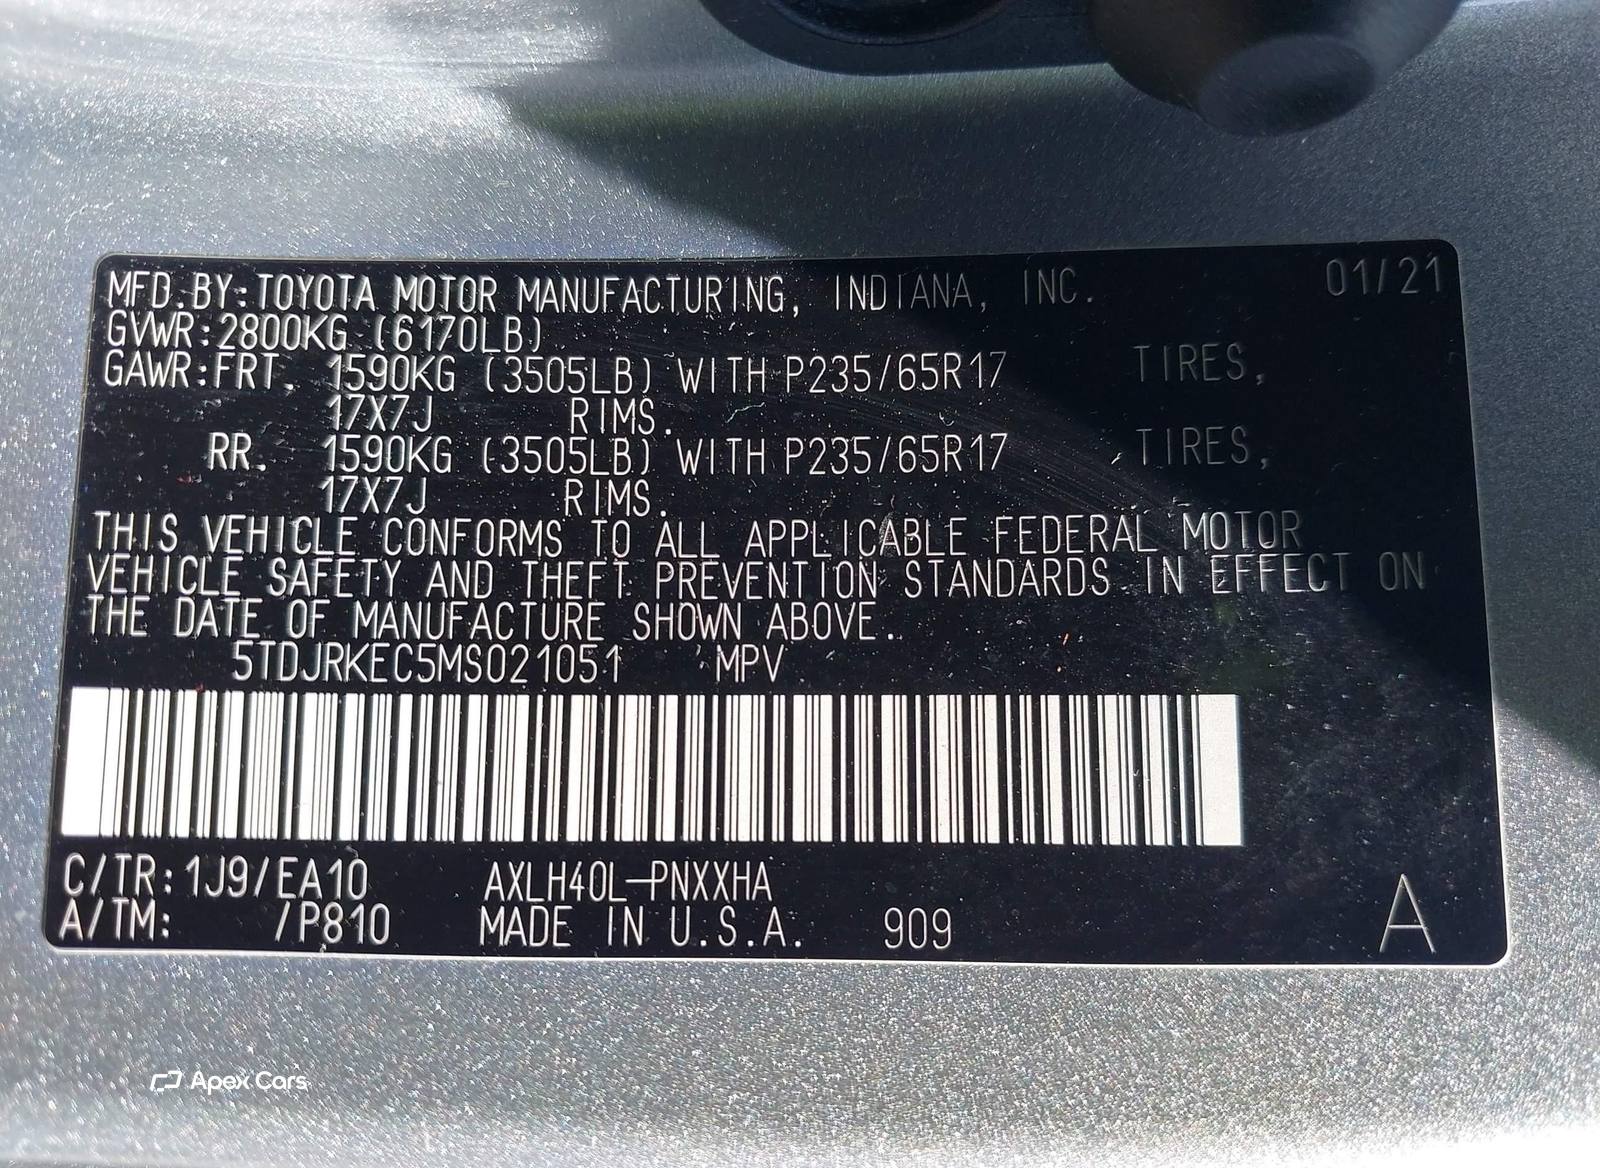 MFD.BY:TOYOTA MOTOR MANUFACTURING, INDIANA, INC. 01/21
GVWR:2800KG (6170LB)
GAWR:FRT. 1590KG (3505LB) WITH P235/65R17 TIRES,
17X7J RIMS.
RR. 1590KG (3505LB) WITH P235/65R17 TIRES,
17X7J RIMS.
THIS VEHICLE CONFORMS TO ALL APPLICABLE FEDERAL MOTOR
VEHICLE SAFETY AND THEFT PREVENTION STANDARDS IN EFFECT ON
THE DATE OF MANUFACTURE SHOWN ABOVE.
5TDJRKEC5MS021051 MPV
C/TR:1J9/EA10 AXLH40L-PNXXHA
A/TM: /P810 MADE IN U.S.A. 909 A
Apex Cars